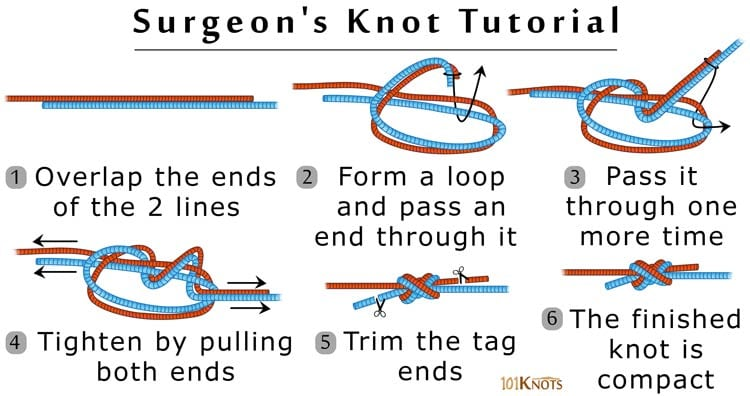 Surgeon's Knot Tutorial
1 Overlap the ends
of the 2 lines
2 Form a loop
and pass an
end through it
3 Pass it
through one
more time
4 Tighten by pulling
both ends
5 Trim the tag
ends
6 The finished
knot is
compact
101KNOTS